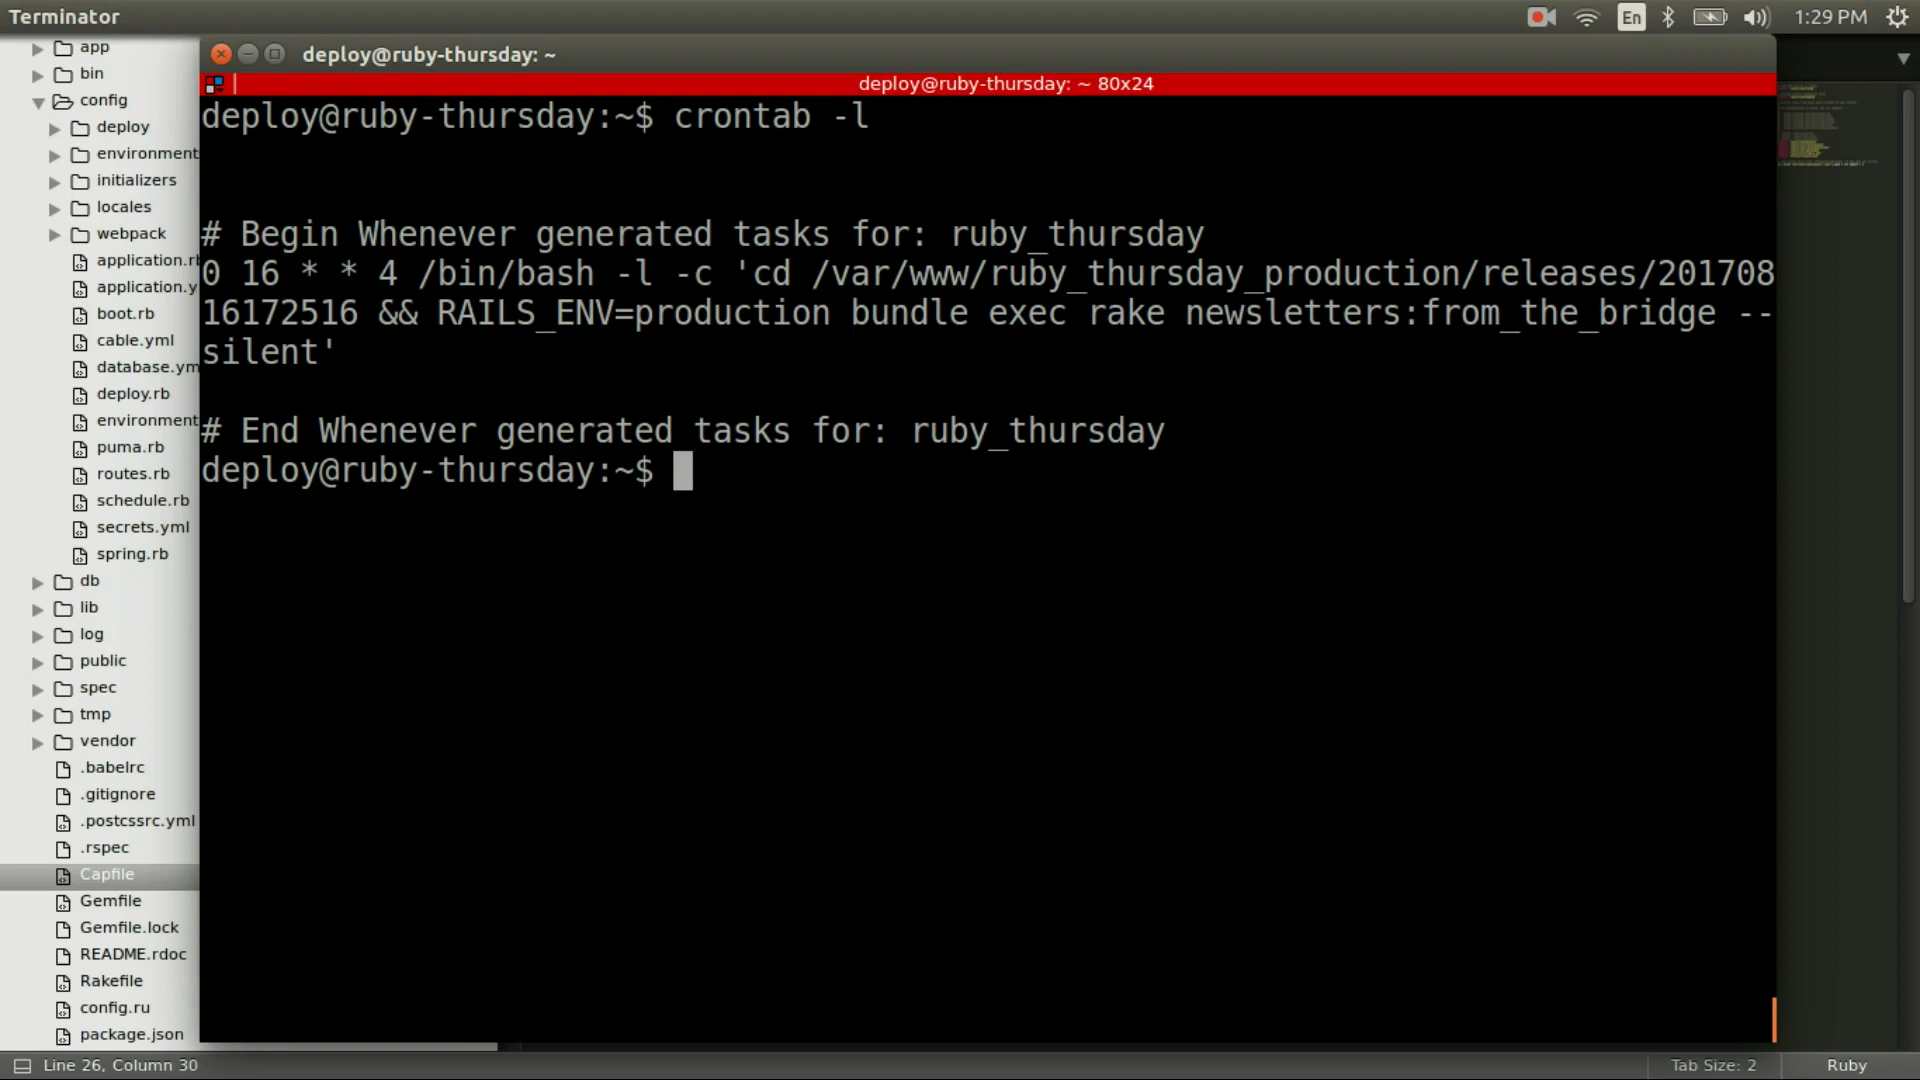 Terminator
En
1:29 PM
deploy@ruby-thursday: ~
deploy@ruby-thursday: ~ 80x24
app
bin
config
deploy
environment
initializers
locales
webpack
application.rb
application.y
boot.rb
cable.yml
database.ym
deploy.rb
environment
puma.rb
routes.rb
schedule.rb
secrets.yml
spring.rb
db
lib
log
public
spec
tmp
vendor
.babelrc
.gitignore
.postcssrc.yml
.rspec
Capfile
Gemfile
Gemfile.lock
README.rdoc
Rakefile
config.ru
package.json
deploy@ruby-thursday:~$ crontab -l
# Begin Whenever generated tasks for: ruby_thursday
0 16 * * 4 /bin/bash -l -c 'cd /var/www/ruby_thursday_production/releases/201708
16172516 && RAILS_ENV=production bundle exec rake newsletters:from_the_bridge --
silent'
# End Whenever generated tasks for: ruby_thursday
deploy@ruby-thursday:~$
Line 26, Column 30
Tab Size: 2
Ruby